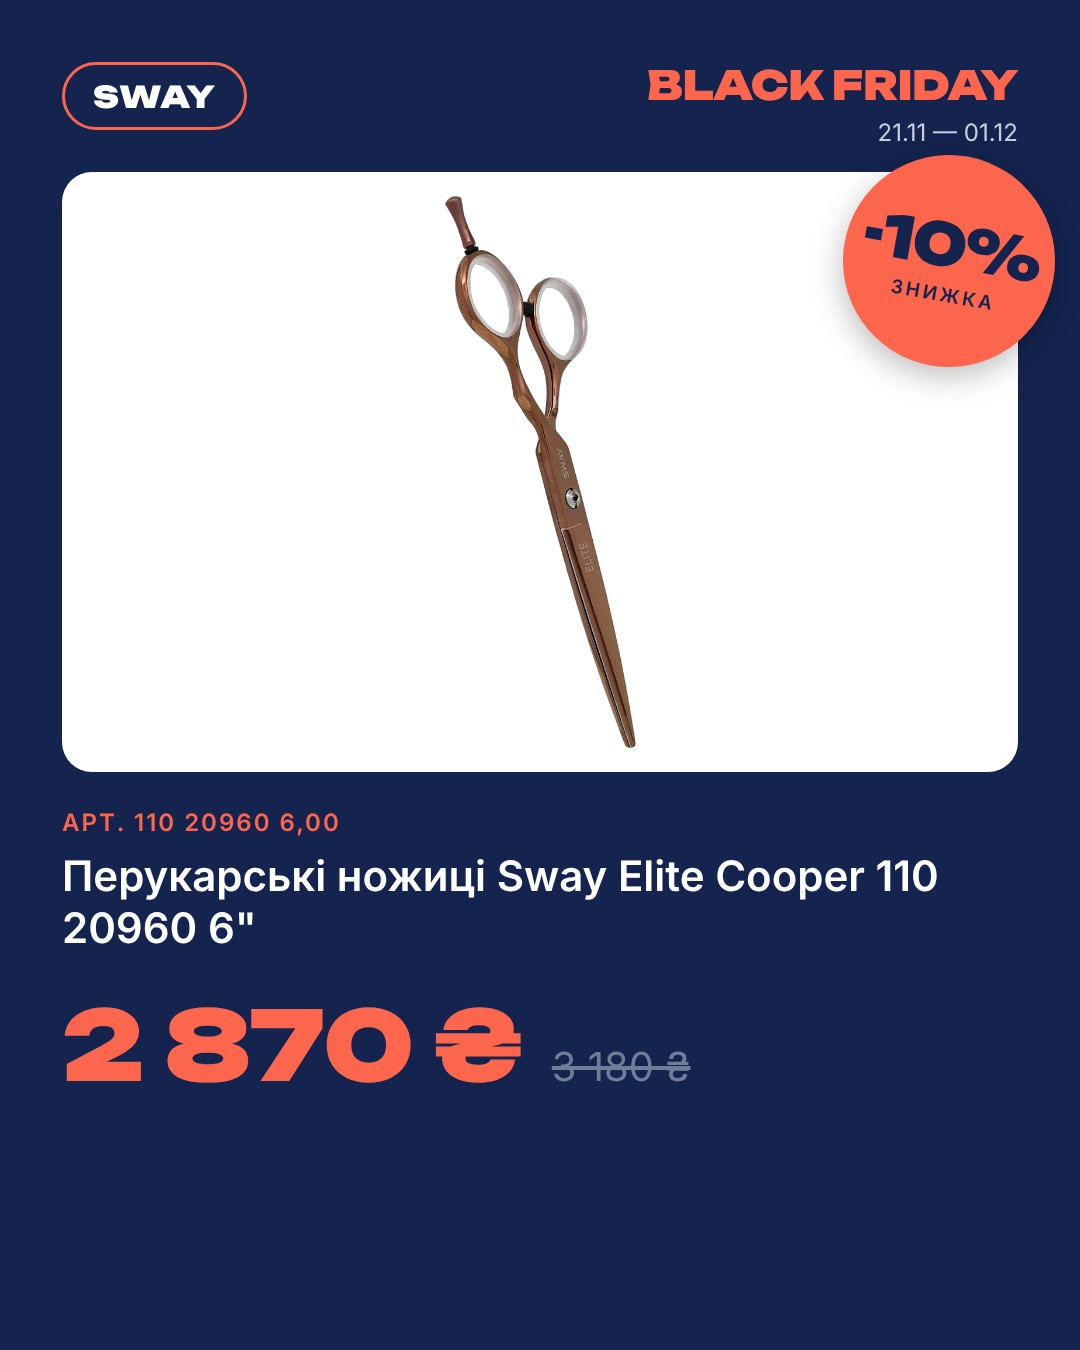 SWAY
BLACK FRIDAY
21.11 — 01.12
-10%
ЗНИЖКА
SWAY
ELITE
АРТ. 110 20960 6,00
Перукарські ножиці Sway Elite Cooper 110
20960 6"
2 870 ₴ 3 180 ₴